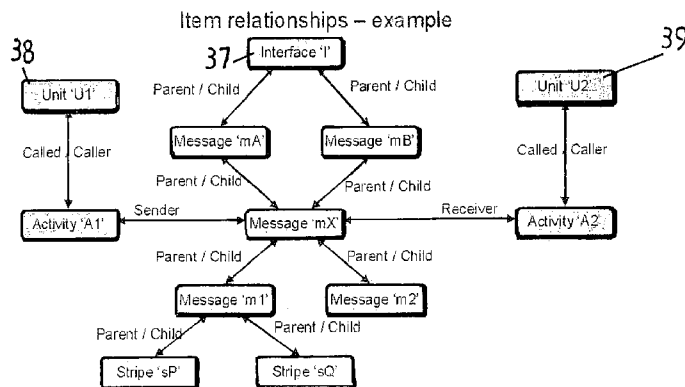 Item relationships – example
38
37
39
Interface 'I'
Unit 'U1'
Unit 'U2
Parent / Child
Parent / Child
Message 'mA'
Message 'mB'
Called / Caller
Called / Caller
Parent / Child
Parent / Child
Activity 'A1'
Sender
Message 'mX'
Receiver
Activity 'A2
Parent / Child
Parent / Child
Message 'm1'
Message 'm2'
Parent / Child
Parent / Child
Stripe 'sP'
Stripe 'sQ'